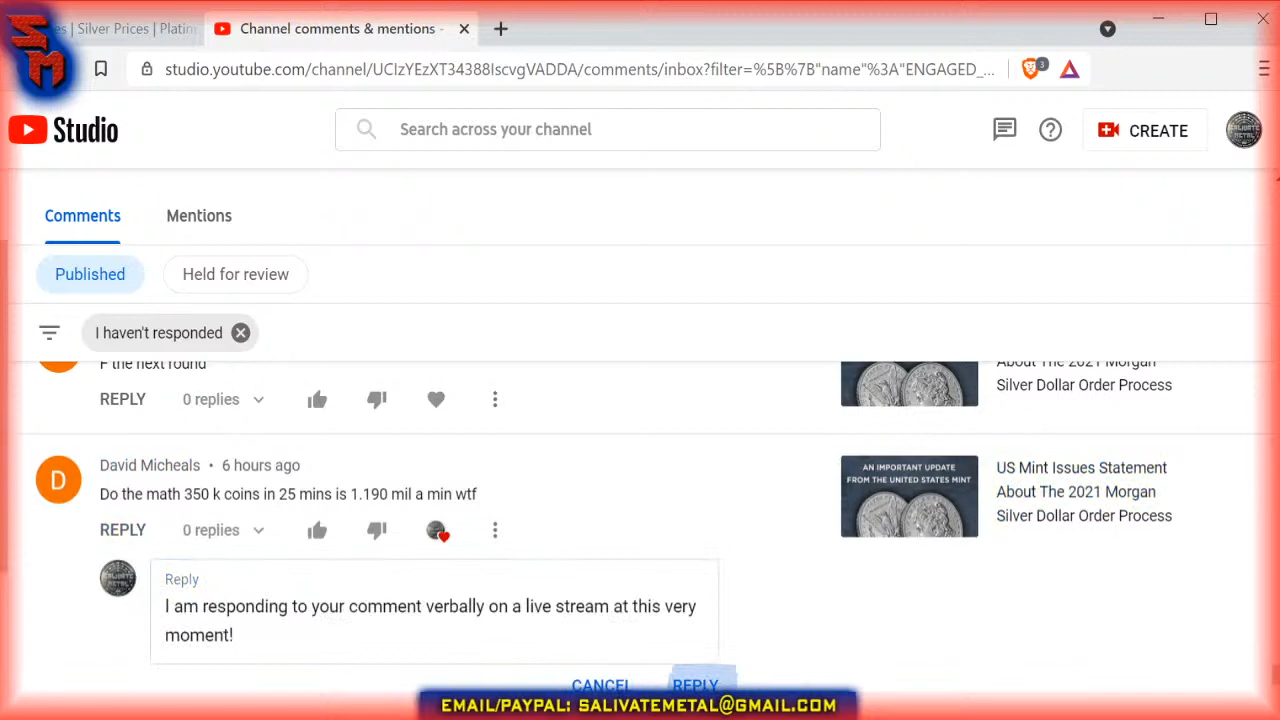 SM
es | Silver Prices | Platin
Channel comments & mentions -
studio.youtube.com/channel/UCIzYEzXT34388IscvgVADDA/comments/inbox?filter=%5B%7B"name"%3A"ENGAGED_...
3
Studio
Search across your channel
CREATE
Comments
Mentions
Published
Held for review
I haven't responded
F the next round
About The 2021 Morgan
Silver Dollar Order Process
REPLY
0 replies
D
David Micheals • 6 hours ago
Do the math 350 k coins in 25 mins is 1.190 mil a min wtf
AN IMPORTANT UPDATE
FROM THE UNITED STATES MINT
US Mint Issues Statement
About The 2021 Morgan
Silver Dollar Order Process
REPLY
0 replies
Reply
I am responding to your comment verbally on a live stream at this very
moment!
CANCEL
REPLY
EMAIL/PAYPAL: SALIVATEMETAL@GMAIL.COM